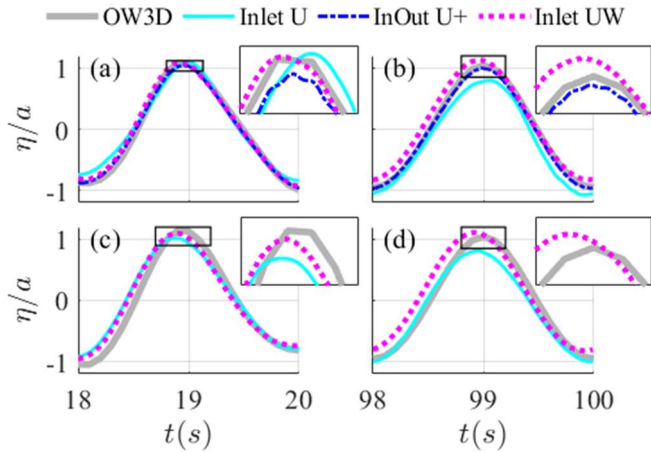 OW3D Inlet U InOut U+ Inlet UW
(a) (b)
η/a 1 0 -1
(c) (d)
η/a 1 0 -1
18 19 20 98 99 100
t(s) t(s)